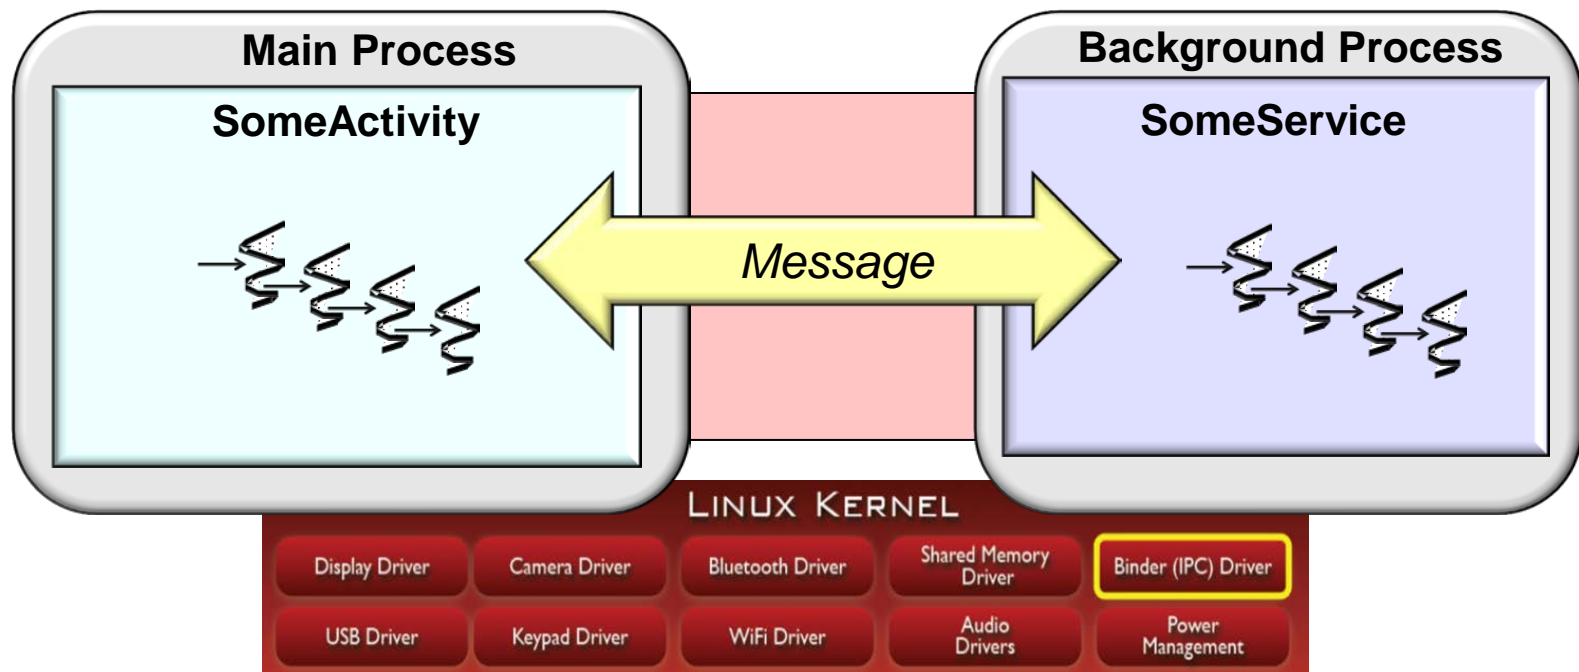 Main Process
Background Process
SomeActivity
SomeService
Message
LINUX KERNEL
Display Driver
Camera Driver
Bluetooth Driver
Shared Memory
Driver
Binder (IPC) Driver
USB Driver
Keypad Driver
WiFi Driver
Audio
Drivers
Power
Management